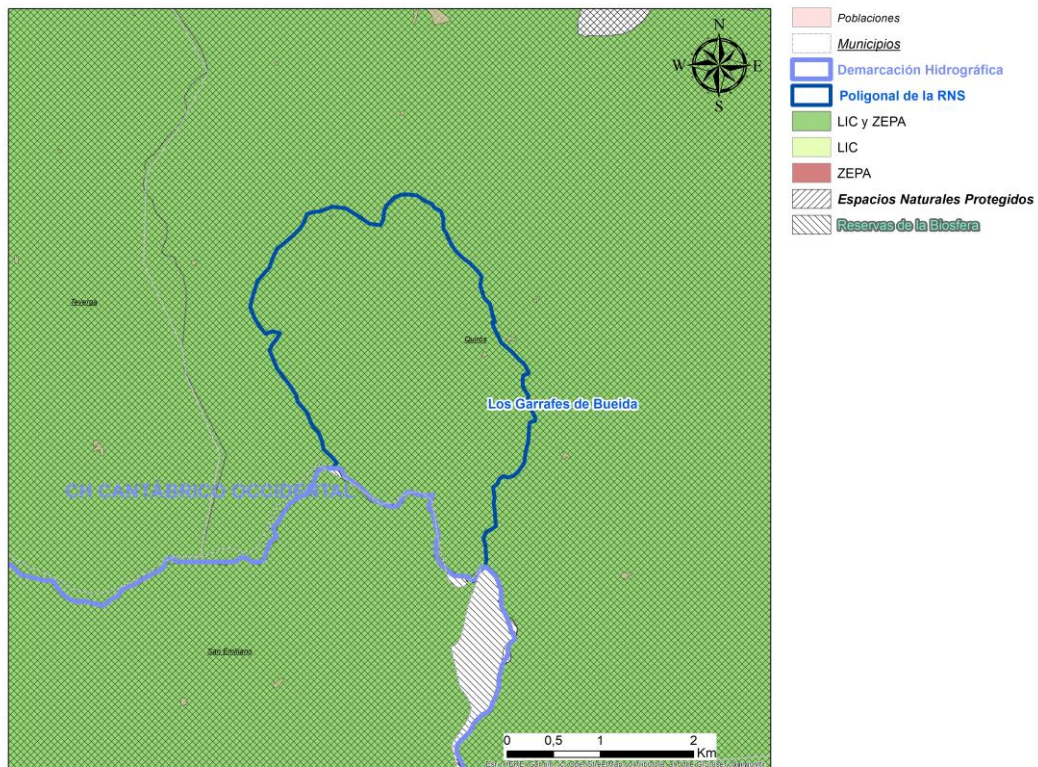 N
W
E
S
Teverga
Quirós
Los Garrafes de Bueida
CH CANTÁBRICO OCCIDENTAL
San Emiliano
0
0,5
1
2
Km
Poblaciones
Municipios
Demarcación Hidrográfica
Poligonal de la RNS
LIC y ZEPA
LIC
ZEPA
Espacios Naturales Protegidos
Reservas de la Biosfera